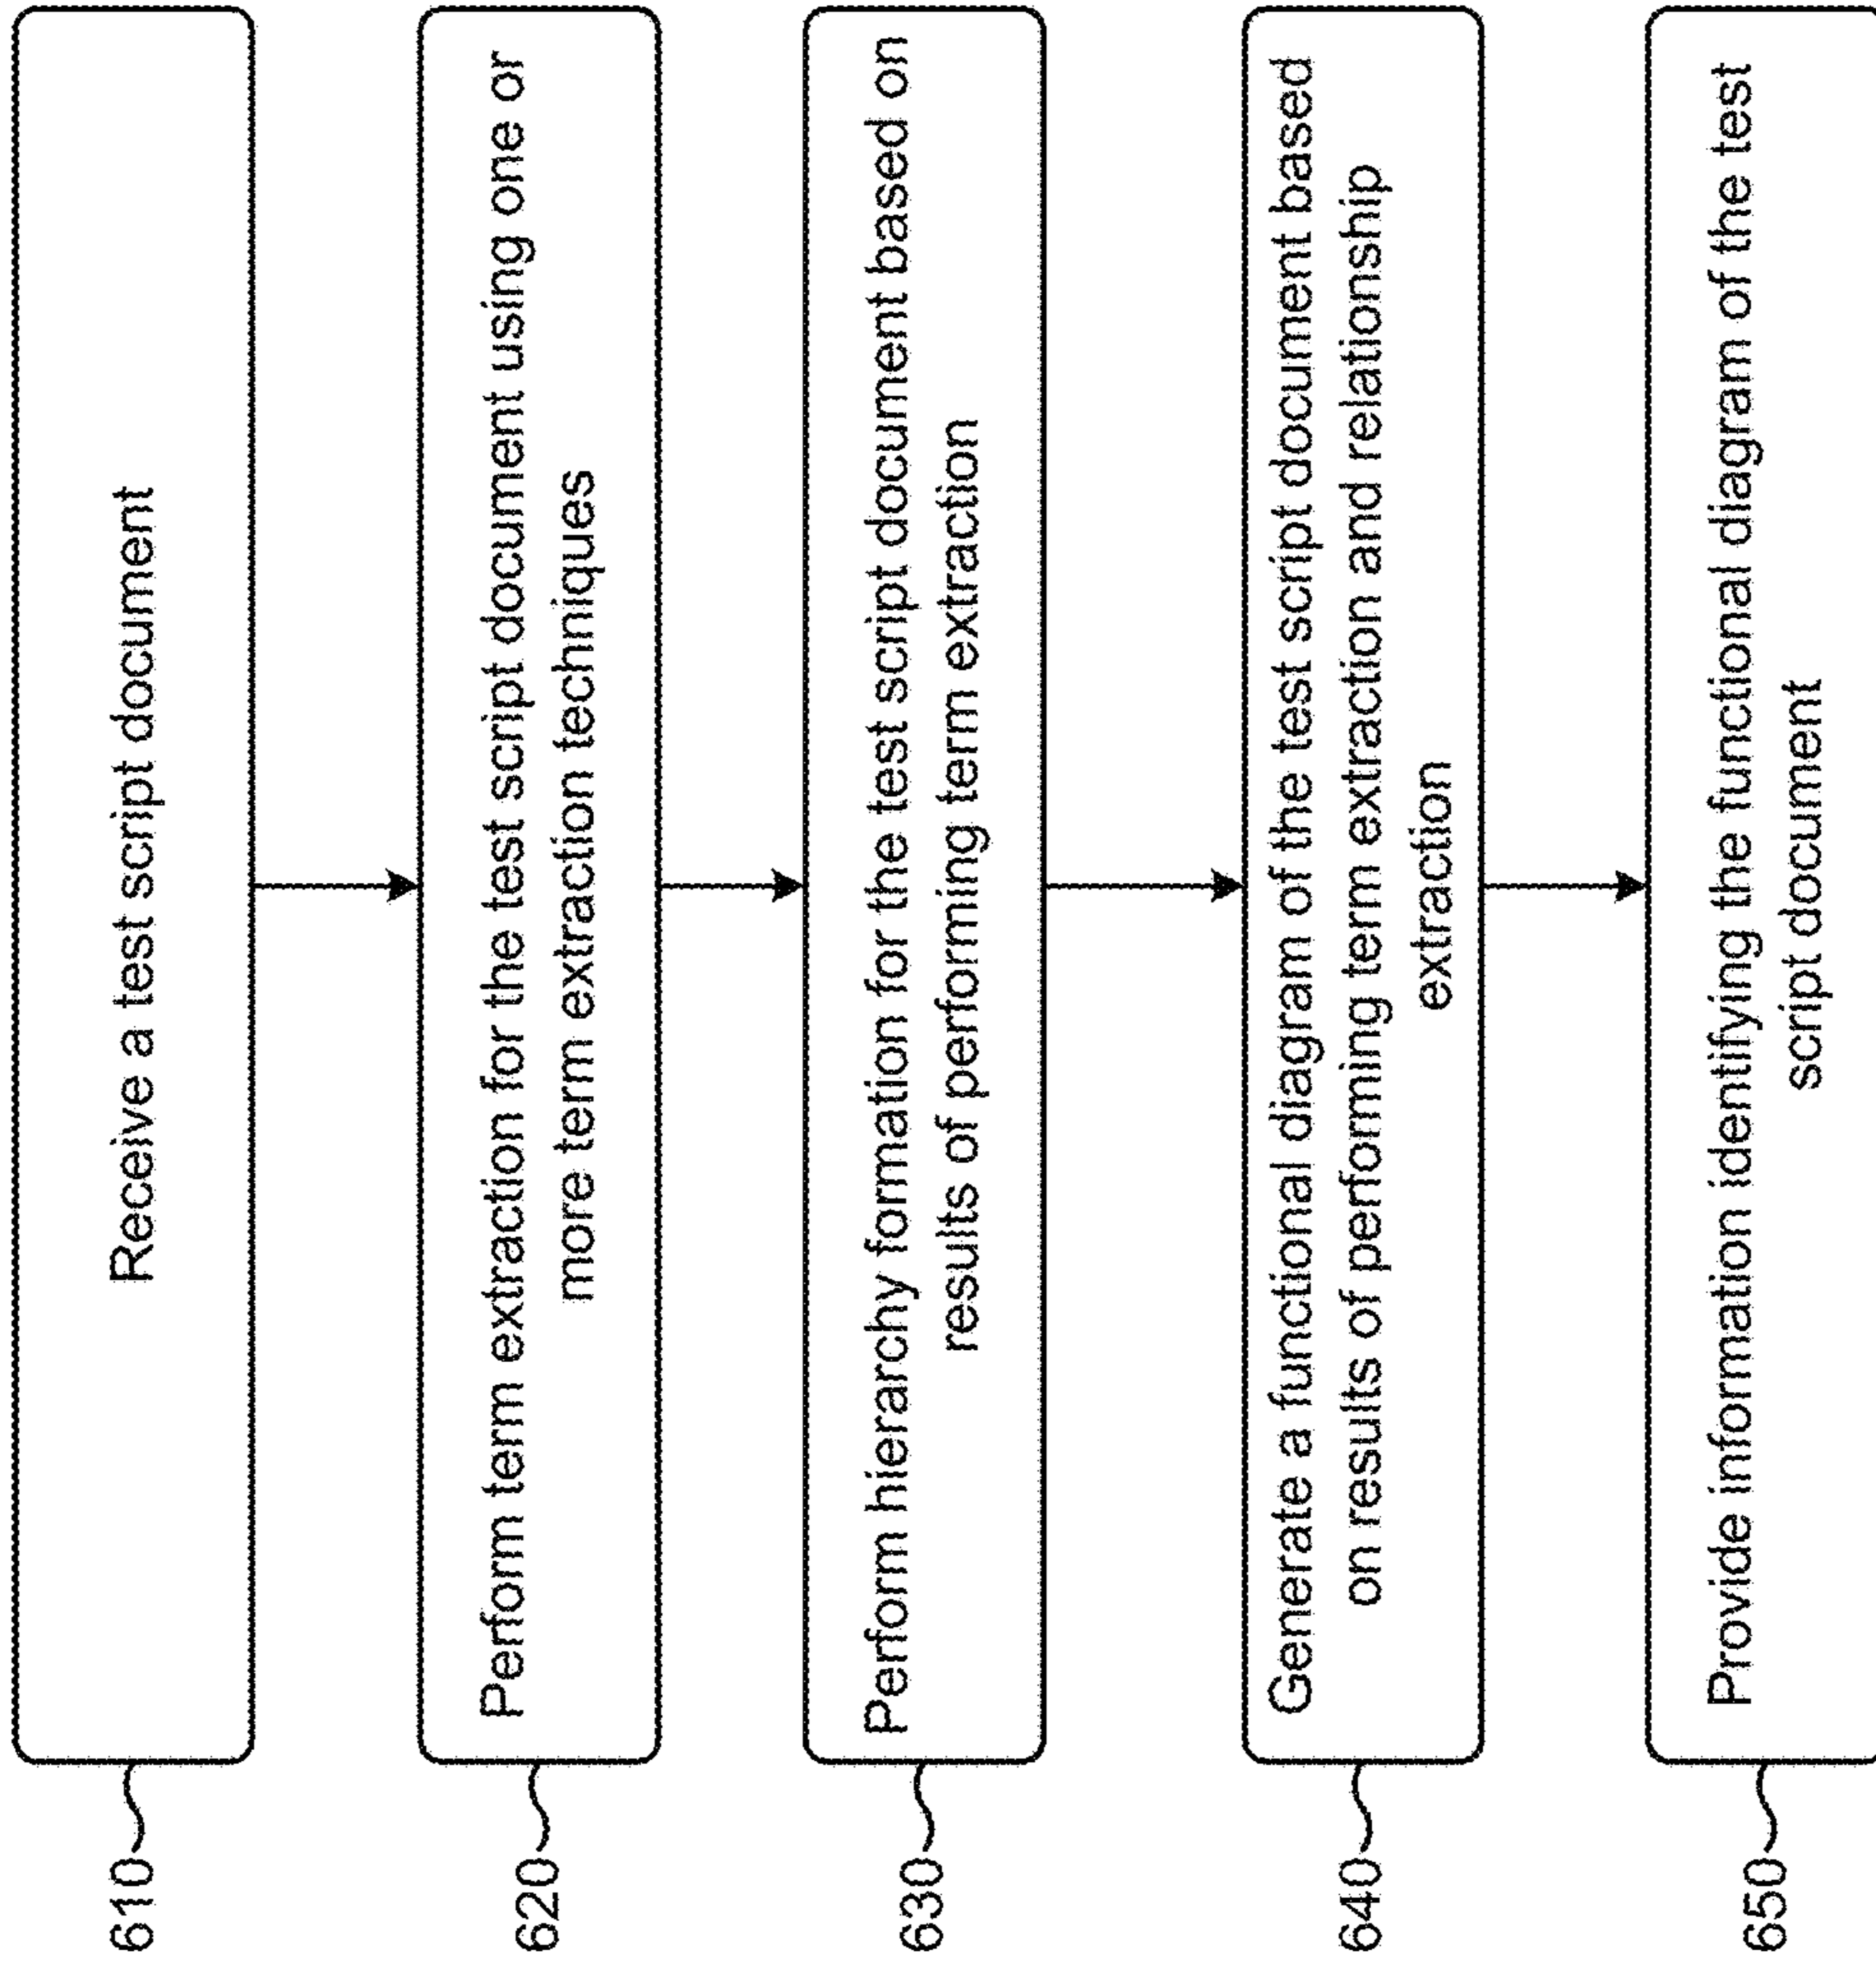 610
Receive a test script document
620
Perform term extraction for the test script document using one or
more term extraction techniques
630
Perform hierarchy formation for the test script document based on
results of performing term extraction
640
Generate a functional diagram of the test script document based
on results of performing term extraction and relationship
extraction
650
Provide information identifying the functional diagram of the test
script document